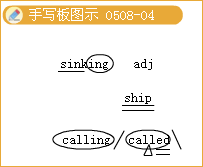 手写板图示 0508-04
sinking adj
ship
calling / called \